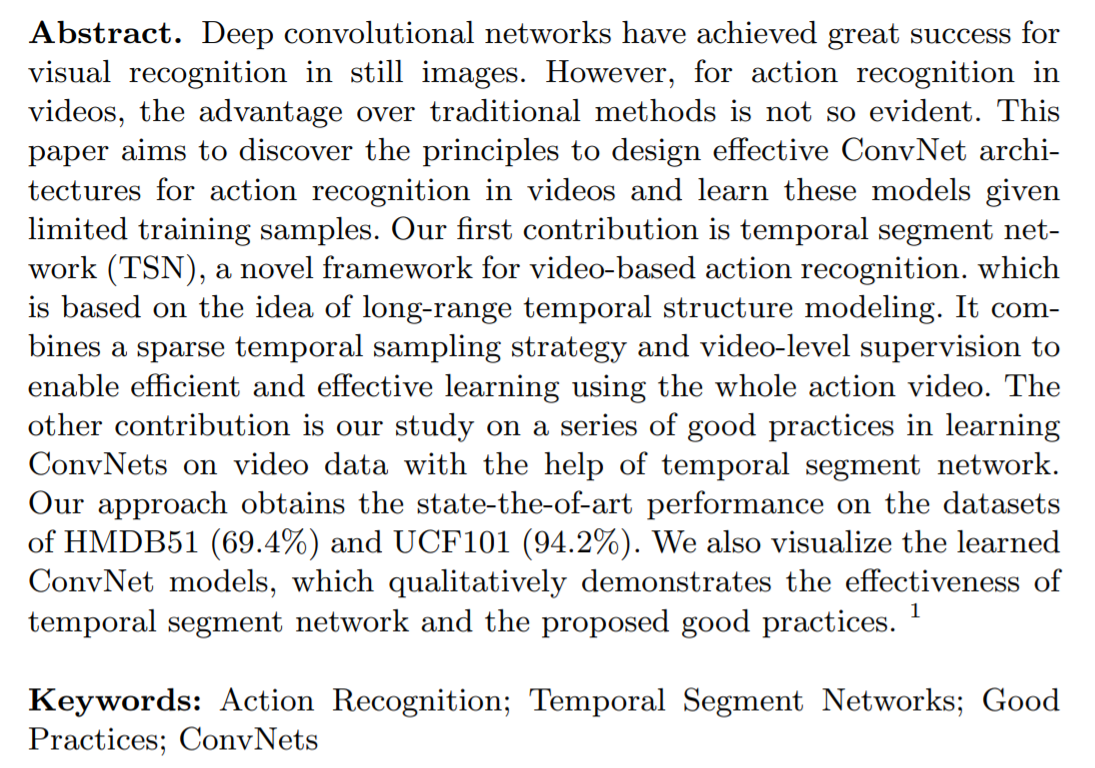 Abstract. Deep convolutional networks have achieved great success for
visual recognition in still images. However, for action recognition in
videos, the advantage over traditional methods is not so evident. This
paper aims to discover the principles to design effective ConvNet archi-
tectures for action recognition in videos and learn these models given
limited training samples. Our first contribution is temporal segment net-
work (TSN), a novel framework for video-based action recognition. which
is based on the idea of long-range temporal structure modeling. It com-
bines a sparse temporal sampling strategy and video-level supervision to
enable efficient and effective learning using the whole action video. The
other contribution is our study on a series of good practices in learning
ConvNets on video data with the help of temporal segment network.
Our approach obtains the state-the-of-art performance on the datasets
of HMDB51 (69.4%) and UCF101 (94.2%). We also visualize the learned
ConvNet models, which qualitatively demonstrates the effectiveness of
temporal segment network and the proposed good practices. 1
Keywords: Action Recognition; Temporal Segment Networks; Good
Practices; ConvNets